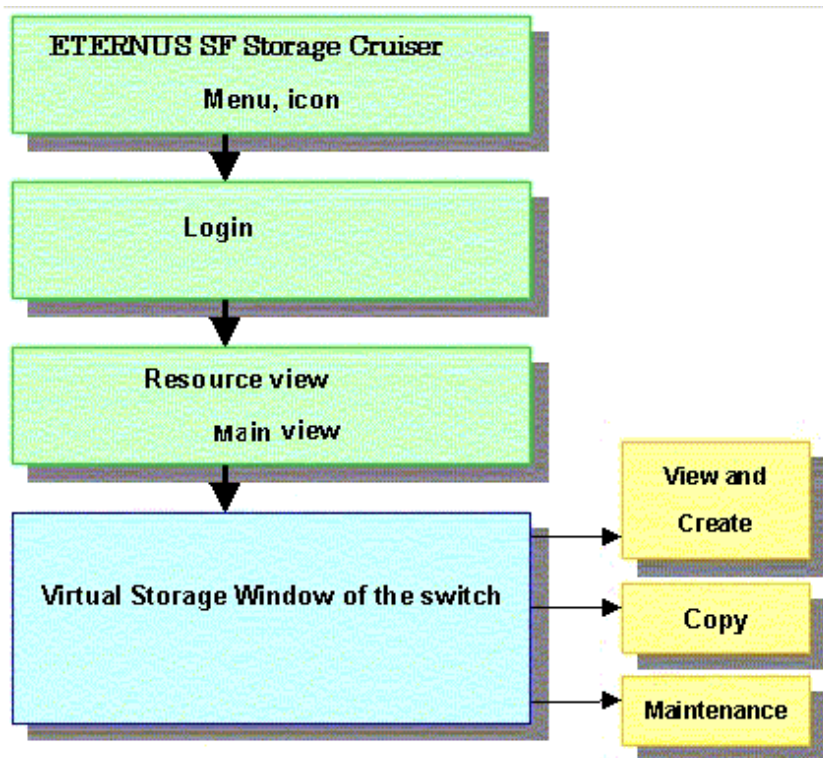 ETERNUS SF Storage Cruiser
Menu, icon
Login
Resource view
Main view
Virtual Storage Window of the switch
View and
Create
Copy
Maintenance